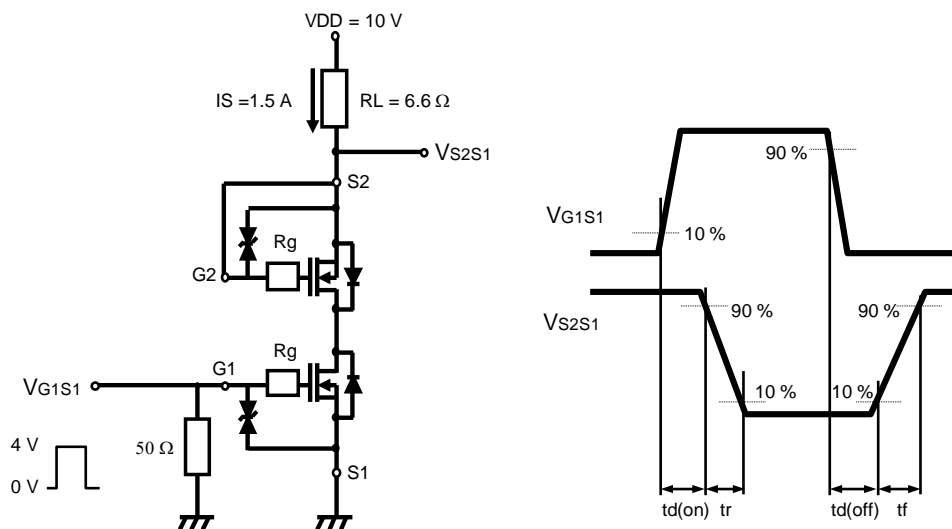 VDD = 10 V
IS =1.5 A
RL = 6.6 Ω
VS2S1
S2
Rg
G2
Rg
G1
VG1S1
4 V
0 V
50 Ω
S1
90 %
VG1S1
10 %
VS2S1
90 %
90 %
10 %
10 %
td(on) tr
td(off) tf